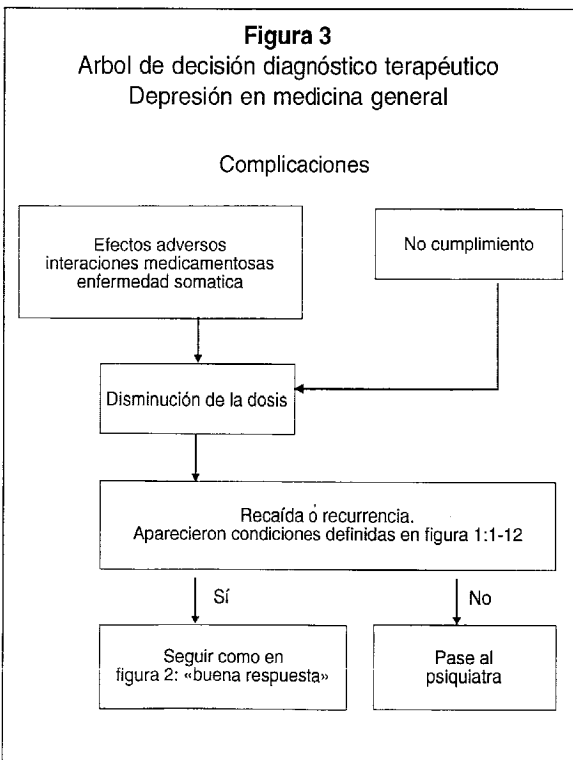 Figura 3
Arbol de decisión diagnóstico terapéutico
Depresión en medicina general
Complicaciones
Efectos adversos
interaciones medicamentosas
enfermedad somatica
No cumplimiento
Disminución de la dosis
Recaída ó recurrencia.
Aparecieron condiciones definidas en figura 1:1-12
Sí
No
Seguir como en
figura 2: «buena respuesta»
Pase al
psiquiatra